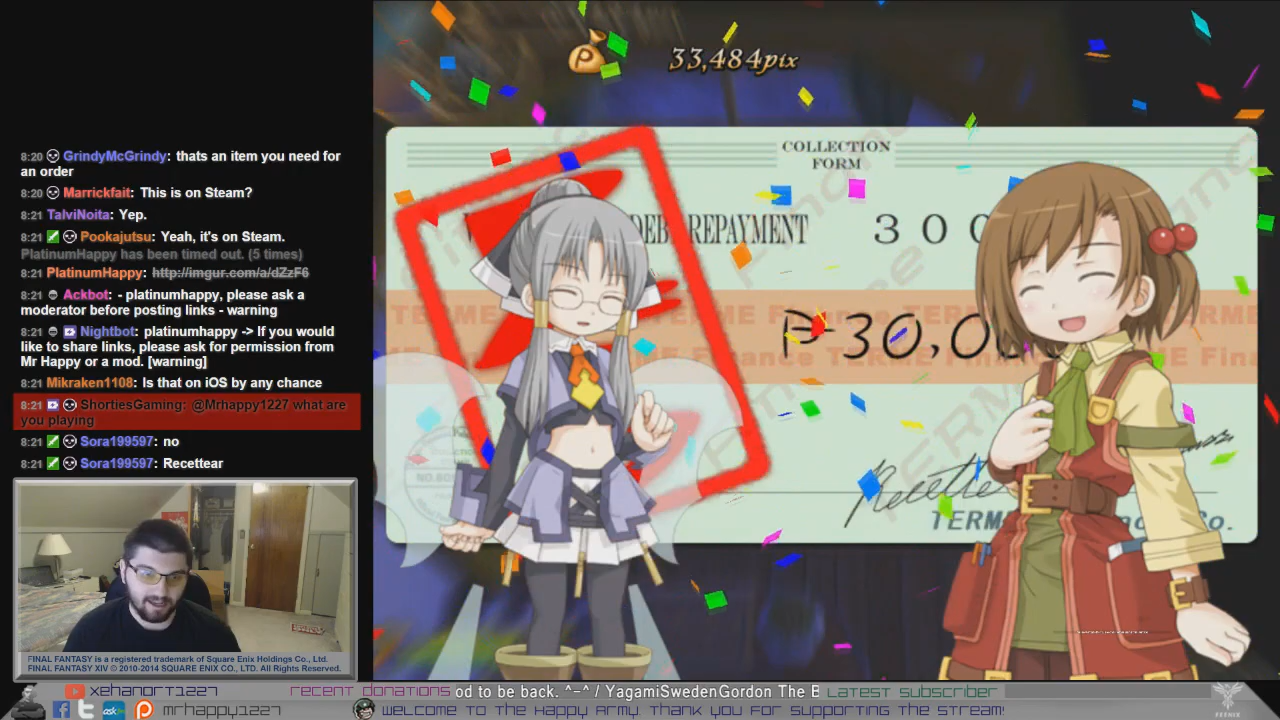 33,484pix
8:20 GrindyMcGrindy: thats an item you need for
an order
8:20 Marrickfait: This is on Steam?
8:21 TalviNoita: Yep.
8:21 Pookajutsu: Yeah, it's on Steam.
PlatinumHappy has been timed out. (5 times)
8:21 PlatinumHappy: http://imgur.com/a/dZzF6
8:21 Ackbot: - platinumhappy, please ask a
moderator before posting links - warning
8:21 Nightbot: platinumhappy -> If you would
like to share links, please ask for permission from
Mr Happy or a mod. [warning]
8:21 Mikraken1108: Is that on iOS by any chance
8:21 ShortiesGaming: @Mrhappy1227 what are
you playing
8:21 Sora199597: no
8:21 Sora199597: Recettear
COLLECTION
FORM
DEBT REPAYMENT 300
30,0
TERME Finance TERME
Recette
TERME Co.
FINAL FANTASY is a registered trademark of Square Enix Holdings Co., Ltd.
FINAL FANTASY XIV © 2010-2014 SQUARE ENIX CO., LTD. All Rights Reserved.
xehanort1227 recent donations od to be back. ^-^ / YagamiSwedenGordon The B Latest subscriber
mrhappy1227 Welcome to the Happy Army. Thank you for supporting the stream!
FEENIX